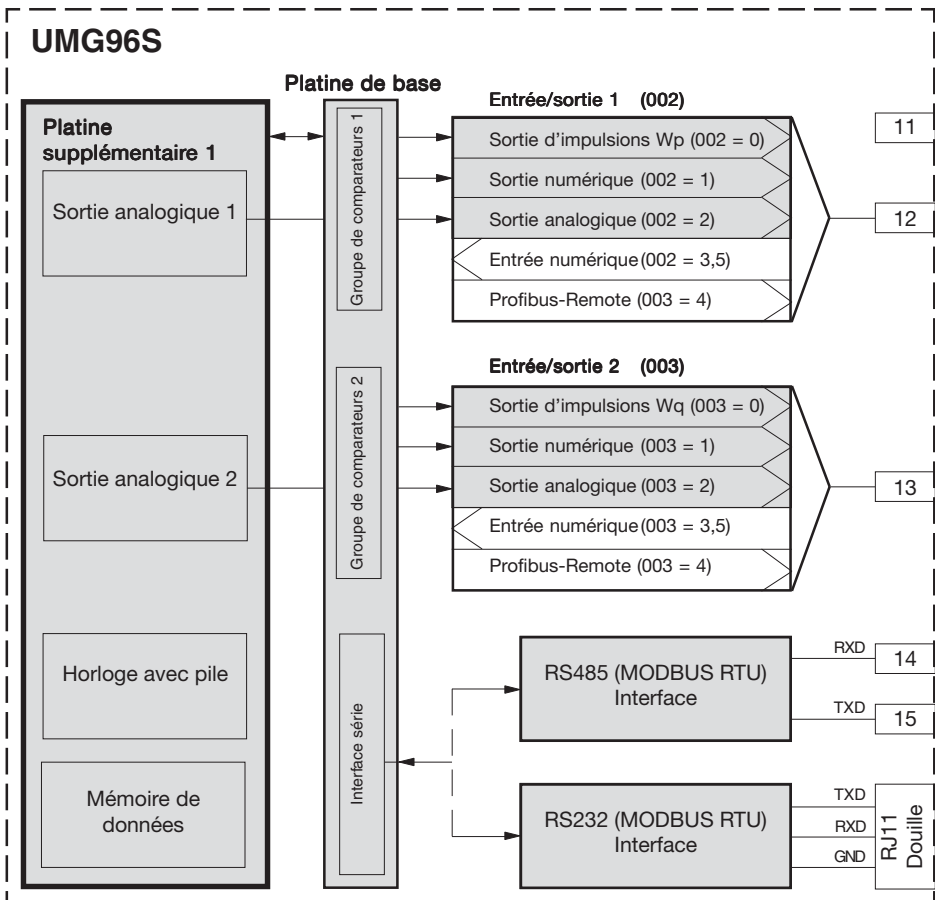 UMG96S
Platine de base
Platine
supplémentaire 1
Sortie analogique 1
Sortie analogique 2
Horloge avec pile
Mémoire de
données
Groupe de comparateurs 1
Groupe de comparateurs 2
Interface série
Entrée/sortie 1 (002)
Sortie d'impulsions Wp (002 = 0)
Sortie numérique (002 = 1)
Sortie analogique (002 = 2)
Entrée numérique (002 = 3,5)
Profibus-Remote (003 = 4)
11
12
Entrée/sortie 2 (003)
Sortie d'impulsions Wq (003 = 0)
Sortie numérique (003 = 1)
Sortie analogique (003 = 2)
Entrée numérique (003 = 3,5)
Profibus-Remote (003 = 4)
13
RS485 (MODBUS RTU)
Interface
RXD
14
TXD
15
RS232 (MODBUS RTU)
Interface
TXD
RXD
GND
RJ11
Douille